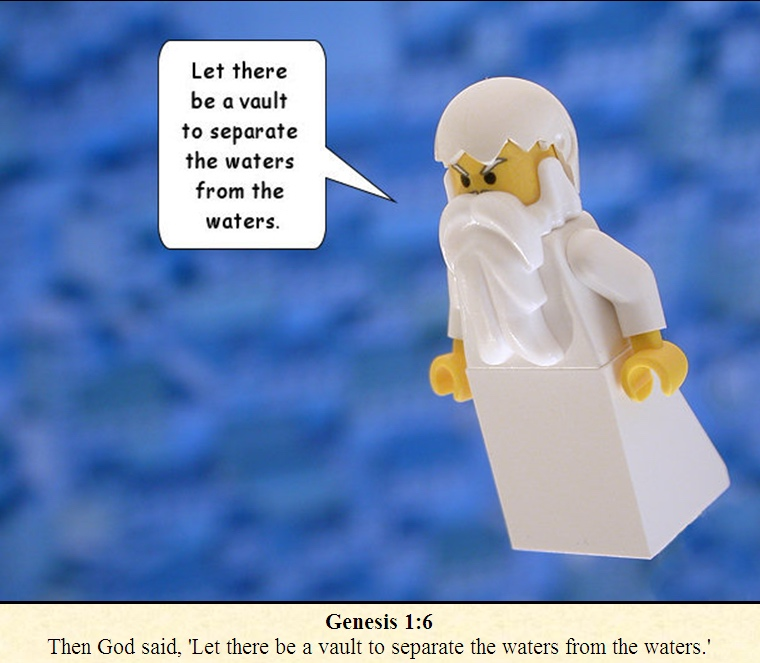 Let there
be a vault
to separate
the waters
from the
waters.
Genesis 1:6
Then God said, 'Let there be a vault to separate the waters from the waters.'